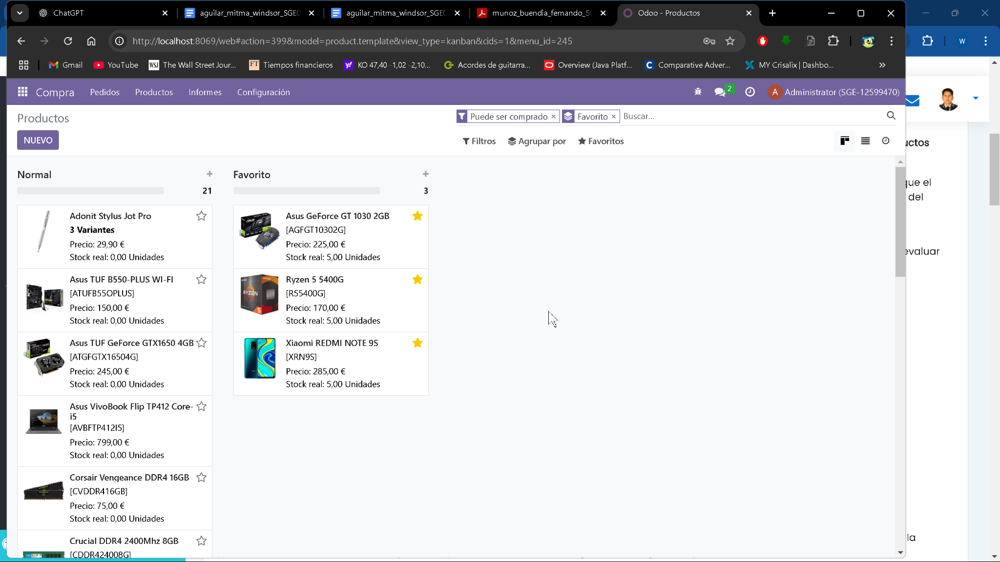 ChatGPT
aguilar_mitma_windsor_SGE0
aguilar_mitma_windsor_SGE0
munoz_buendia_fernando_S
Odoo - Productos
http://localhost:8069/web#action=399&model=product.template&view_type=kanban&cids=1&menu_id=245
W
Gmail
YouTube
WSJ The Wall Street Jour...
FT Tiempos financieros
KO 47,40 -1,02 -2,10...
Acordes de guitarra...
Overview (Java Platf...
C Comparative Adver...
MY Crisalix | Dashbo...
Compra Pedidos Productos Informes Configuración
2
A Administrator (SGE-12599470)
Productos
Puede ser comprado
Favorito
Buscar...
NUEVO
Filtros
Agrupar por
Favoritos
Normal
21
Adonit Stylus Jot Pro
3 Variantes
Precio: 29,90 €
Stock real: 0,00 Unidades
Asus TUF B550-PLUS WI-FI
[ATUFB55OPLUS]
Precio: 150,00 €
Stock real: 0,00 Unidades
Asus TUF GeForce GTX1650 4GB
[ATGFGTX16504G]
Precio: 245,00 €
Stock real: 0,00 Unidades
Asus VivoBook Flip TP412 Core-
i5
[AVBFTP412I5]
Precio: 799,00 €
Stock real: 0,00 Unidades
Corsair Vengeance DDR4 16GB
[CVDDR416GB]
Precio: 75,00 €
Stock real: 0,00 Unidades
Crucial DDR4 2400Mhz 8GB
[CDDR424008G]
Favorito
3
Asus GeForce GT 1030 2GB
[AGFGT10302G]
Precio: 225,00 €
Stock real: 5,00 Unidades
Ryzen 5 5400G
[R55400G]
Precio: 170,00 €
Stock real: 5,00 Unidades
Xiaomi REDMI NOTE 9S
[XRN9S]
Precio: 285,00 €
Stock real: 5,00 Unidades
uctos
que el
del
evaluar
la